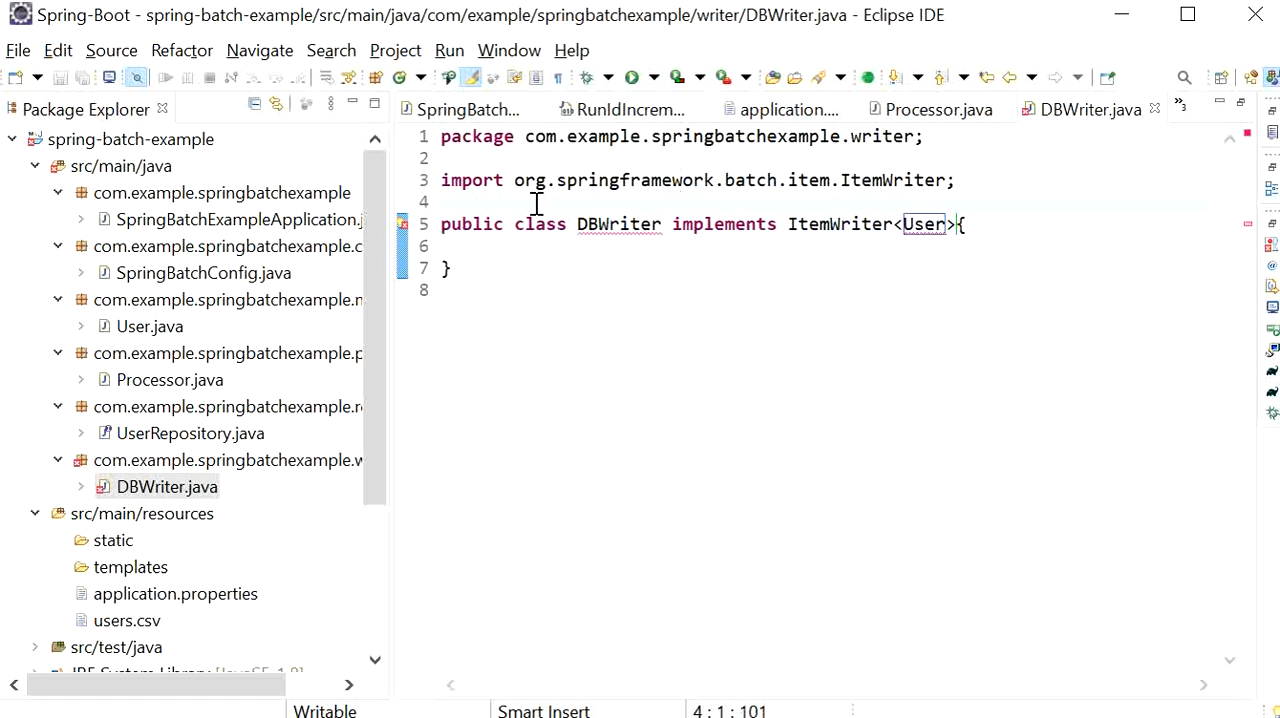 Spring-Boot - spring-batch-example/src/main/java/com/example/springbatchexample/writer/DBWriter.java - Eclipse IDE
File Edit Source Refactor Navigate Search Project Run Window Help
Package Explorer
SpringBatch...
RunIdIncrem...
application....
Processor.java
DBWriter.java
»3
spring-batch-example
src/main/java
com.example.springbatchexample
SpringBatchExampleApplication.j
com.example.springbatchexample.c
SpringBatchConfig.java
com.example.springbatchexample.
User.java
com.example.springbatchexample.p
Processor.java
com.example.springbatchexample.r
UserRepository.java
com.example.springbatchexample.w
DBWriter.java
src/main/resources
static
templates
application.properties
users.csv
src/test/java
1 package com.example.springbatchexample.writer;
2
3 import org.springframework.batch.item.ItemWriter;
4
5 public class DBWriter implements ItemWriter<User>{
6
7 }
8
Writable
Smart Insert
4 : 1 : 101